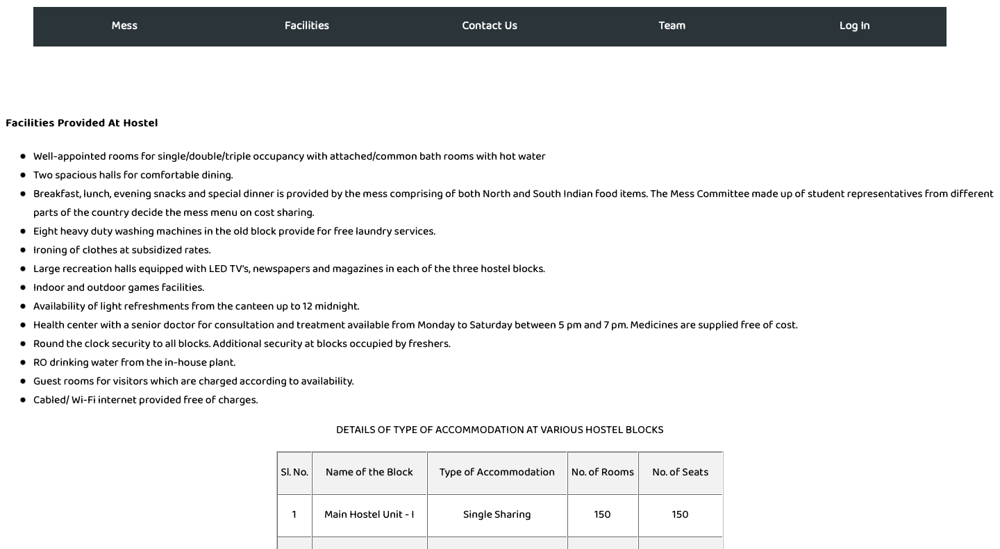 Mess Facilities Contact Us Team Log In
Facilities Provided At Hostel
Well-appointed rooms for single/double/triple occupancy with attached/common bath rooms with hot water
Two spacious halls for comfortable dining.
Breakfast, lunch, evening snacks and special dinner is provided by the mess comprising of both North and South Indian food items. The Mess Committee made up of student representatives from different
parts of the country decide the mess menu on cost sharing.
Eight heavy duty washing machines in the old block provide for free laundry services.
Ironing of clothes at subsidized rates.
Large recreation halls equipped with LED TV's, newspapers and magazines in each of the three hostel blocks.
Indoor and outdoor games facilities.
Availability of light refreshments from the canteen up to 12 midnight.
Health center with a senior doctor for consultation and treatment available from Monday to Saturday between 5 pm and 7 pm. Medicines are supplied free of cost.
Round the clock security to all blocks. Additional security at blocks occupied by freshers.
RO drinking water from the in-house plant.
Guest rooms for visitors which are charged according to availability.
Cabled/ Wi-Fi internet provided free of charges.
DETAILS OF TYPE OF ACCOMMODATION AT VARIOUS HOSTEL BLOCKS
Sl. No. Name of the Block Type of Accommodation No. of Rooms No. of Seats
1 Main Hostel Unit - I Single Sharing 150 150